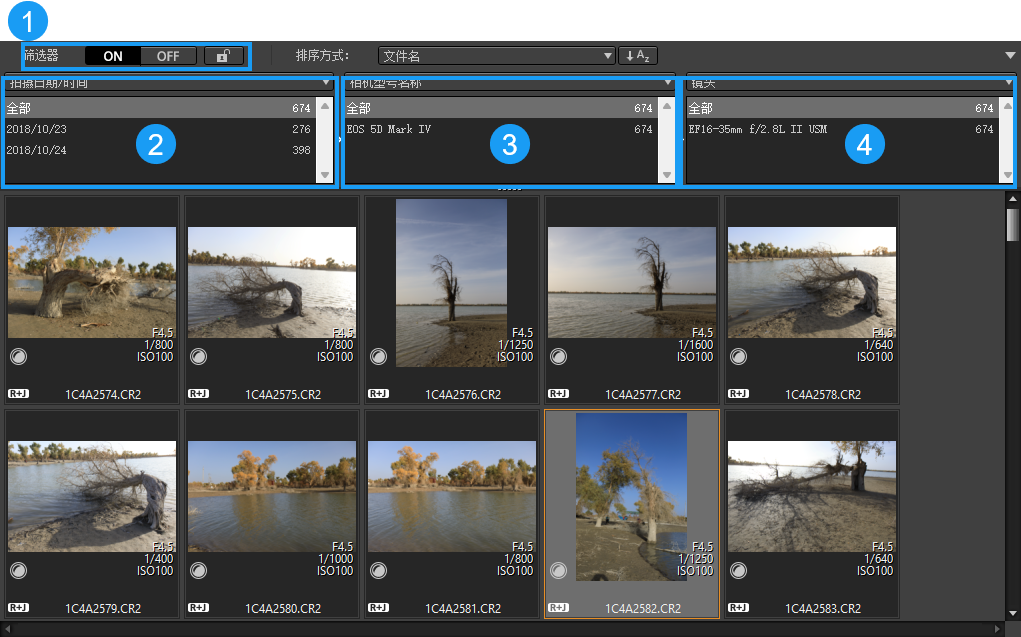 1
筛选器 ON OFF 排序方式: 文件名 A Z
拍摄日期/时间 相机型号名称 镜头
全部 674 全部 674 全部 674
2018/10/23 276 EOS 5D Mark IV 674 EF16-35mm f/2.8L II USM 674
2018/10/24 398
2 3 4
F4.5 F4.5 F4.5 F4.5 F4.5
1/800 1/800 1/1250 1/1600 1/640
ISO100 ISO100 ISO100 ISO100 ISO100
R+J 1C4A2574.CR2 R+J 1C4A2575.CR2 R+J 1C4A2576.CR2 R+J 1C4A2577.CR2 R+J 1C4A2578.CR2
F4.5 F4.5 F4.5 F4.5 F4.5
1/400 1/1000 1/800 1/1250 1/640
ISO100 ISO100 ISO100 ISO100 ISO100
R+J 1C4A2579.CR2 R+J 1C4A2580.CR2 R+J 1C4A2581.CR2 R+J 1C4A2582.CR2 R+J 1C4A2583.CR2